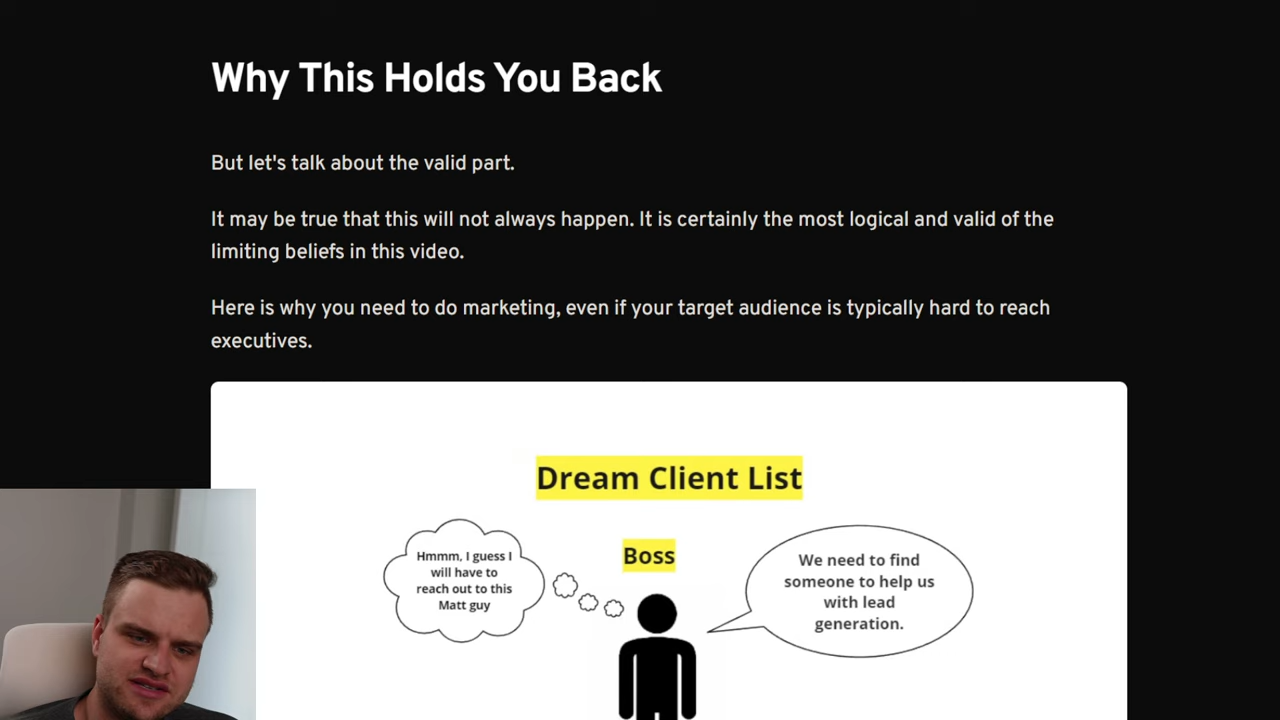 Why This Holds You Back
But let's talk about the valid part.
It may be true that this will not always happen. It is certainly the most logical and valid of the
limiting beliefs in this video.
Here is why you need to do marketing, even if your target audience is typically hard to reach
executives.
Dream Client List
Boss
Hmmm, I guess I
will have to
reach out to this
Matt guy
We need to find
someone to help us
with lead
generation.